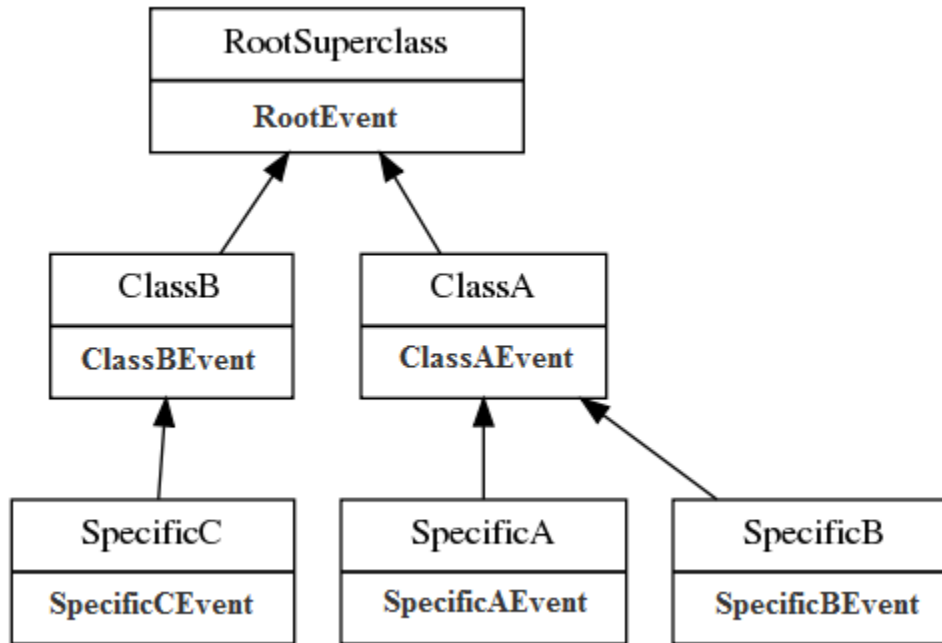 RootSuperclass
RootEvent
ClassB
ClassBEvent
ClassA
ClassAEvent
SpecificC
SpecificCEvent
SpecificA
SpecificAEvent
SpecificB
SpecificBEvent